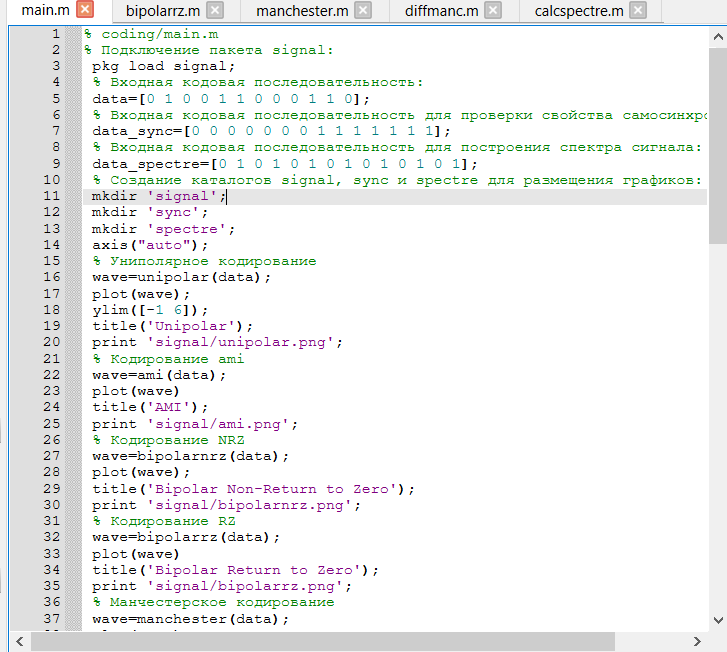 main.m bipolarrz.m manchester.m diffmanc.m calcspectre.m
1 % coding/main.m
2 % Подключение пакета signal:
3 pkg load signal;
4 % Входная кодовая последовательность:
5 data=[0 1 0 0 1 1 0 0 0 1 1 0];
6 % Входная кодовая последовательность для проверки свойства самосинхро
7 data_sync=[0 0 0 0 0 0 0 1 1 1 1 1 1 1];
8 % Входная кодовая последовательность для построения спектра сигнала:
9 data_spectre=[0 1 0 1 0 1 0 1 0 1 0 1 0 1];
10 % Создание каталогов signal, sync и spectre для размещения графиков:
11 mkdir 'signal';
12 mkdir 'sync';
13 mkdir 'spectre';
14 axis("auto");
15 % Униполярное кодирование
16 wave=unipolar(data);
17 plot(wave);
18 ylim([-1 6]);
19 title('Unipolar');
20 print 'signal/unipolar.png';
21 % Кодирование ami
22 wave=ami(data);
23 plot(wave)
24 title('AMI');
25 print 'signal/ami.png';
26 % Кодирование NRZ
27 wave=bipolarnrz(data);
28 plot(wave);
29 title('Bipolar Non-Return to Zero');
30 print 'signal/bipolarnrz.png';
31 % Кодирование RZ
32 wave=bipolarrz(data);
33 plot(wave)
34 title('Bipolar Return to Zero');
35 print 'signal/bipolarrz.png';
36 % Манчестерское кодирование
37 wave=manchester(data);